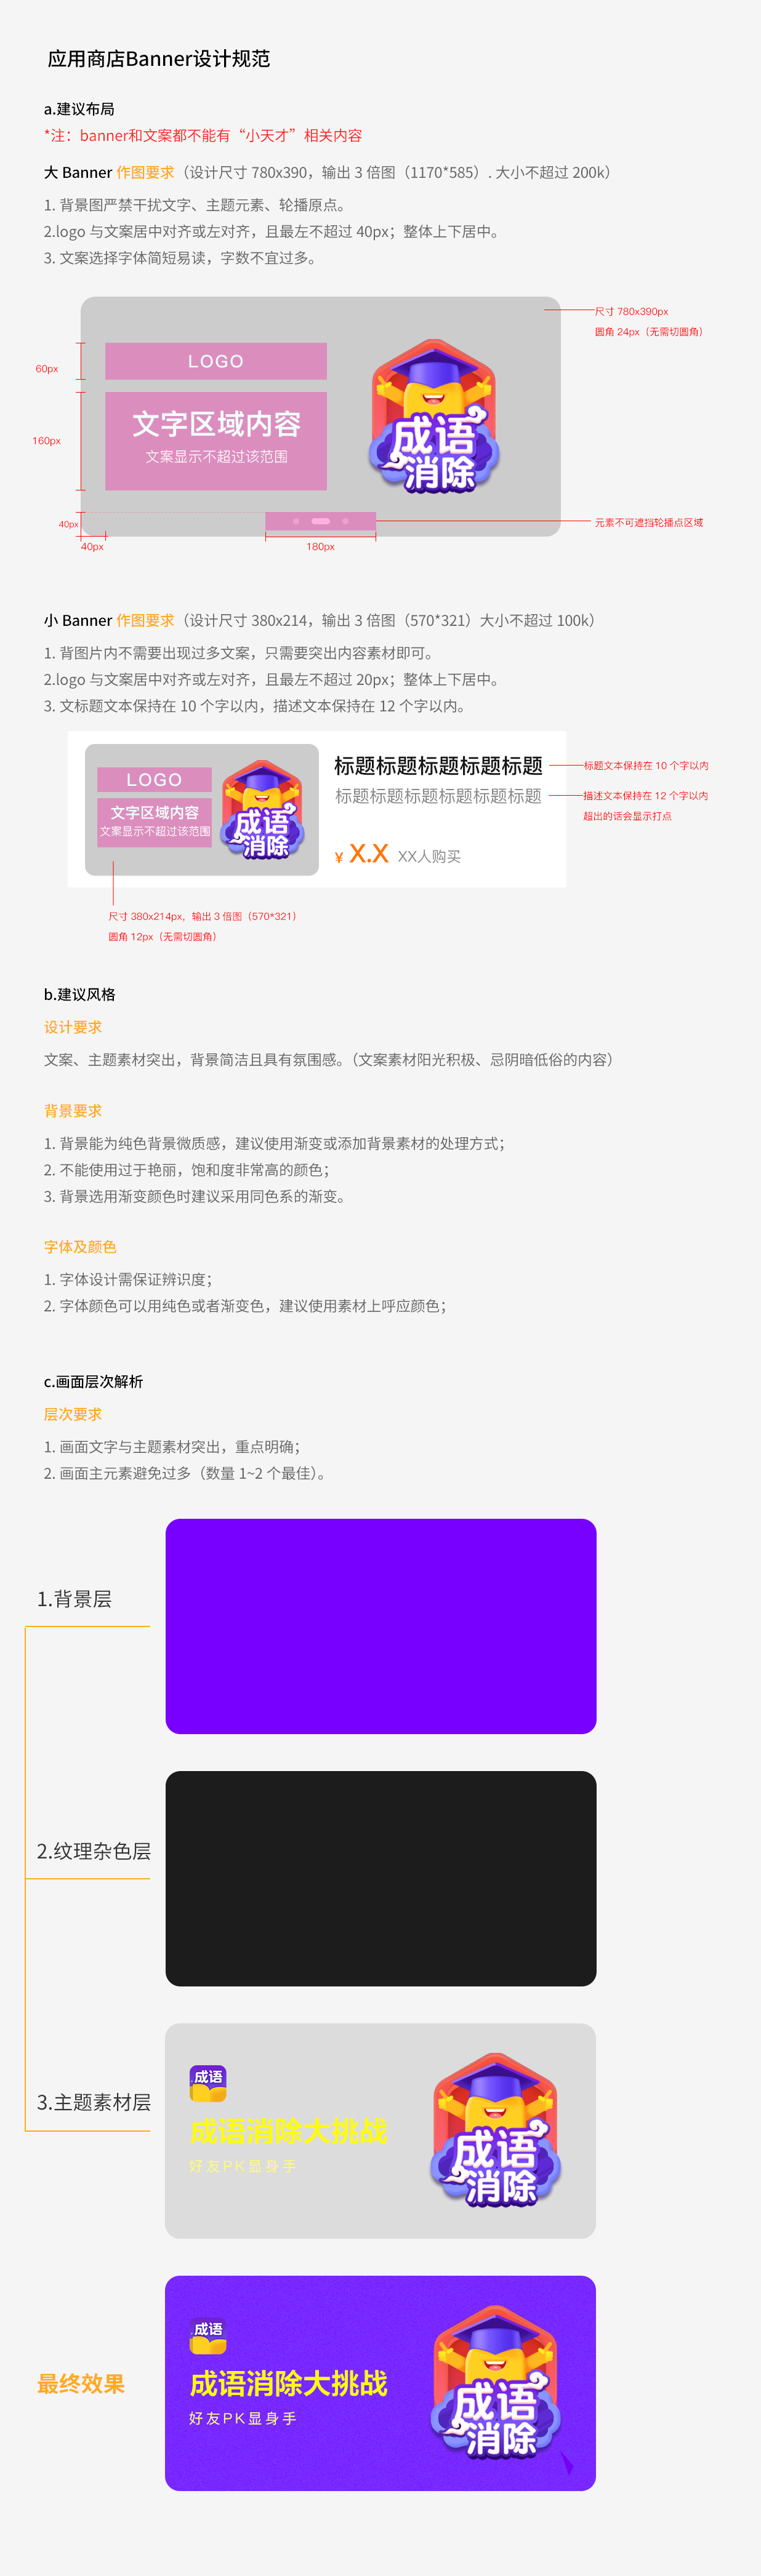 应用商店Banner设计规范
a.建议布局
*注：banner和文案都不能有“小天才”相关内容
大 Banner 作图要求（设计尺寸 780x390，输出 3 倍图（1170*585）. 大小不超过 200k）
1. 背景图严禁干扰文字、主题元素、轮播原点。
2.logo 与文案居中对齐或左对齐，且最左不超过 40px；整体上下居中。
3. 文案选择字体简短易读，字数不宜过多。
尺寸 780x390px
圆角 24px（无需切圆角）
60px
LOGO
160px
文字区域内容
文案显示不超过该范围
成语
消除
40px
元素不可遮挡轮播点区域
40px
180px
小 Banner 作图要求（设计尺寸 380x214，输出 3 倍图（570*321）大小不超过 100k）
1. 背图片内不需要出现过多文案，只需要突出内容素材即可。
2.logo 与文案居中对齐或左对齐，且最左不超过 20px；整体上下居中。
3. 文标题文本保持在 10 个字以内，描述文本保持在 12 个字以内。
LOGO
文字区域内容
文案显示不超过该范围
成语
消除
标题标题标题标题标题
标题标题标题标题标题标题
¥ X.X XX人购买
标题文本保持在 10 个字以内
描述文本保持在 12 个字以内
超出的话会显示打点
尺寸 380x214px，输出 3 倍图（570*321）
圆角 12px（无需切圆角）
b.建议风格
设计要求
文案、主题素材突出，背景简洁且具有氛围感。（文案素材阳光积极、忌阴暗低俗的内容）
背景要求
1. 背景能为纯色背景微质感，建议使用渐变或添加背景素材的处理方式；
2. 不能使用过于艳丽，饱和度非常高的颜色；
3. 背景选用渐变颜色时建议采用同色系的渐变。
字体及颜色
1. 字体设计需保证辨识度；
2. 字体颜色可以用纯色或者渐变色，建议使用素材上呼应颜色；
c.画面层次解析
层次要求
1. 画面文字与主题素材突出，重点明确；
2. 画面主元素避免过多（数量 1~2 个最佳）。
1.背景层
2.纹理杂色层
3.主题素材层
成语
成语消除大挑战
好友PK显身手
成语
消除
最终效果
成语
成语消除大挑战
好友PK显身手
成语
消除